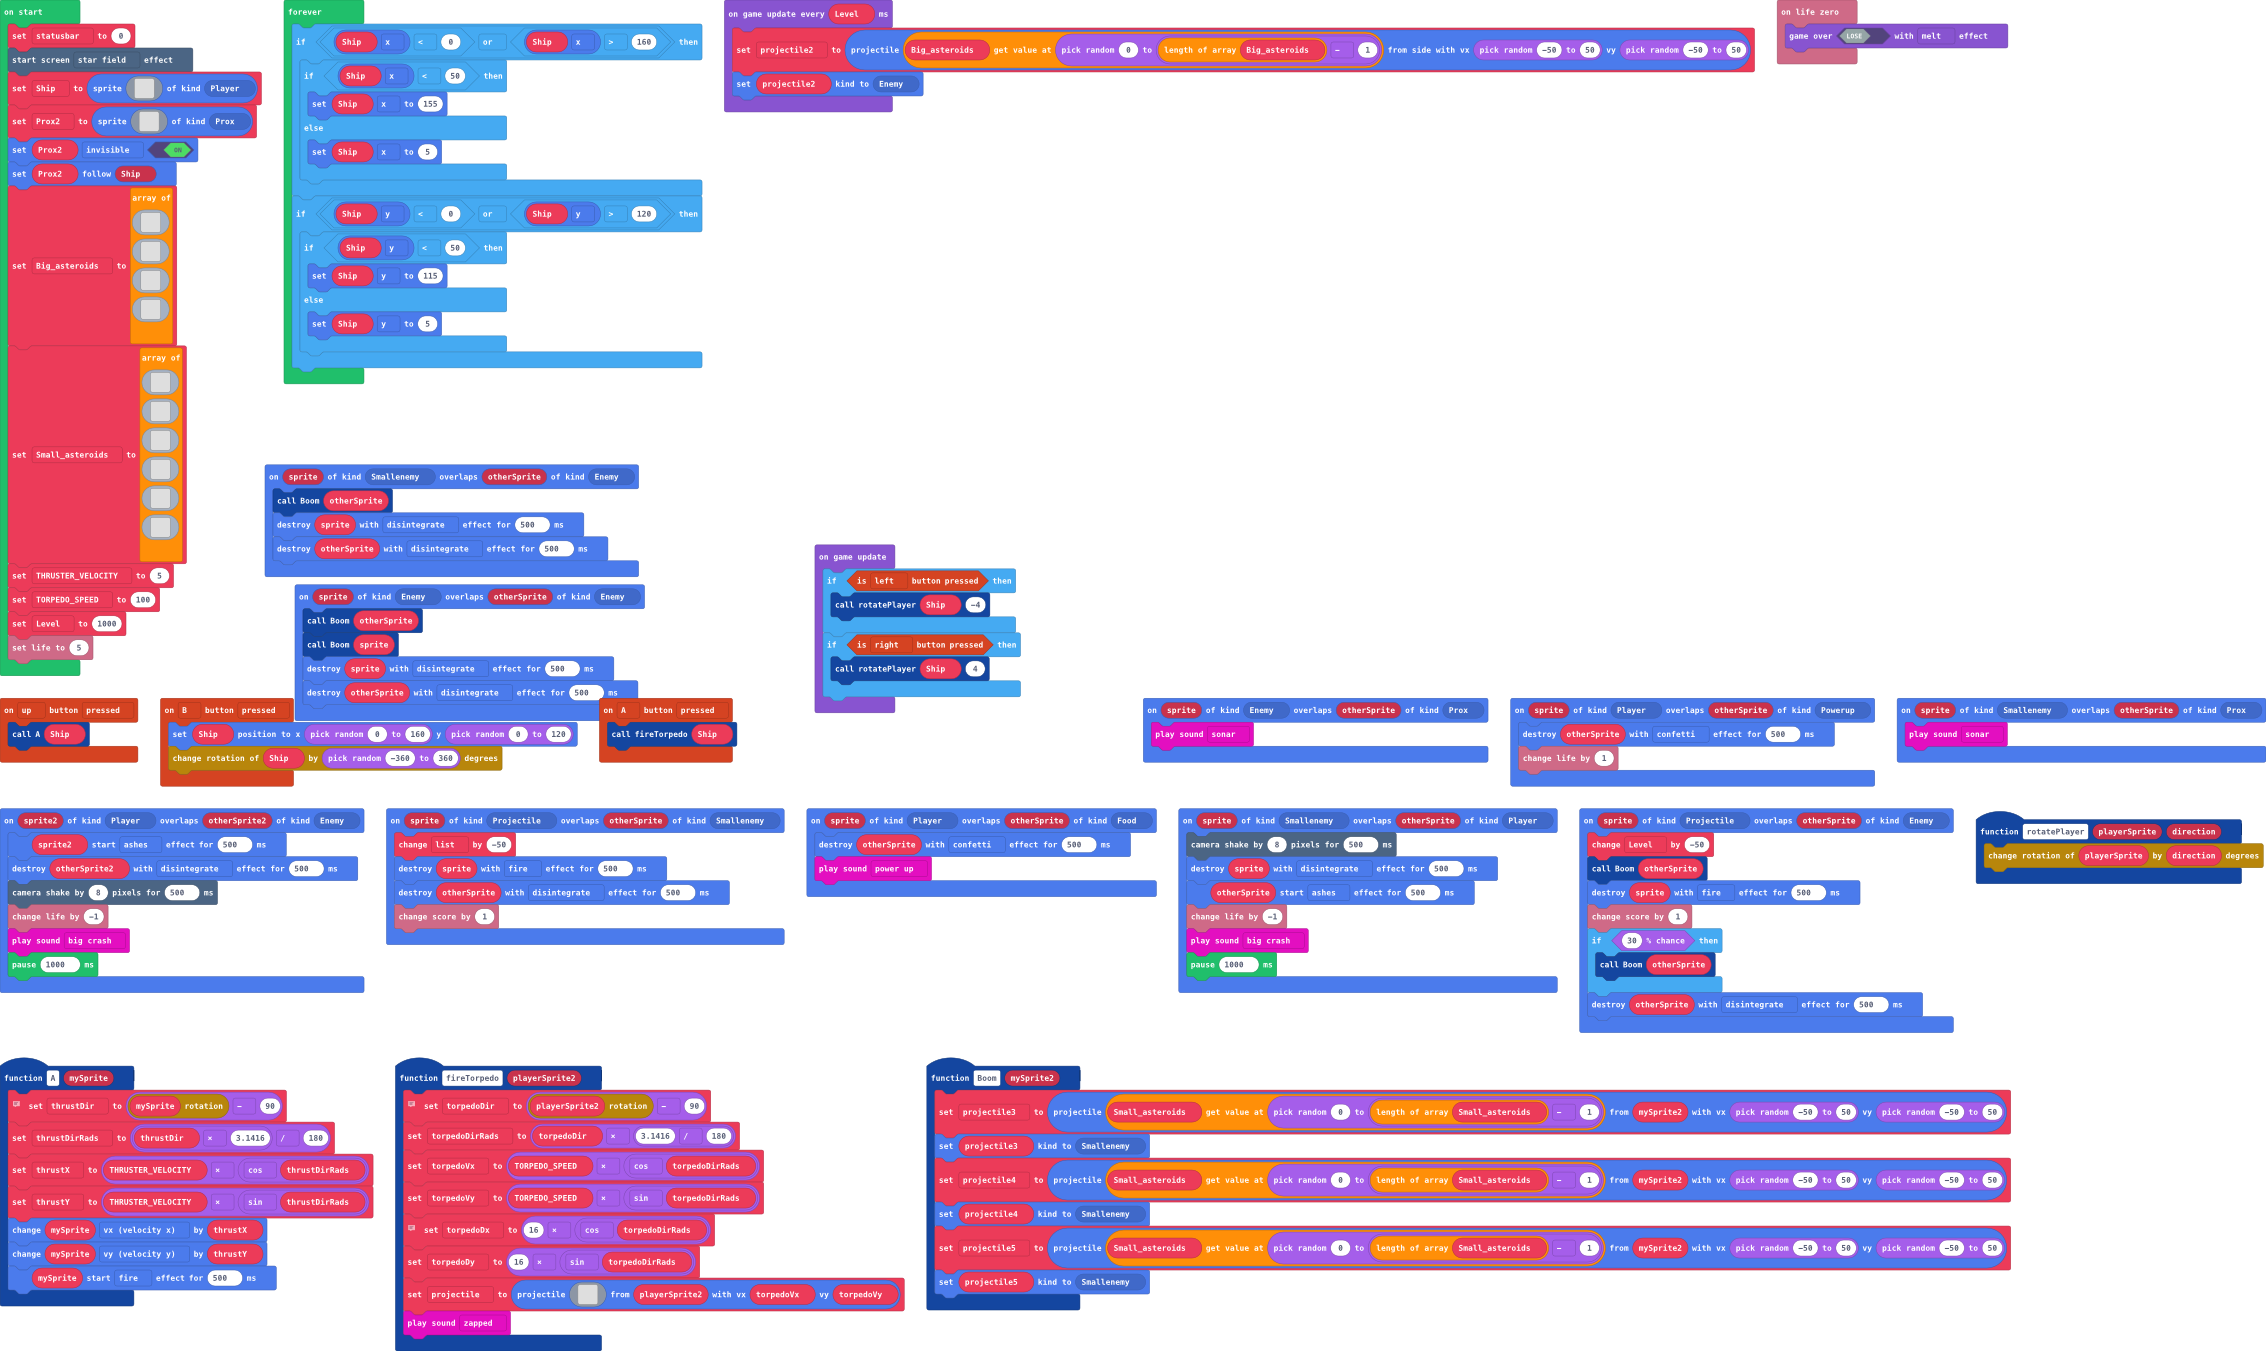 on start
set statusbar to 0
start screen star field effect
set Ship to sprite of kind Player
set Prox2 to sprite of kind Prox
set Prox2 invisible ON
set Prox2 follow Ship
set Big_asteroids to array of
set Small_asteroids to array of
set THRUSTER_VELOCITY to 5
set TORPEDO_SPEED to 100
set Level to 1000
set life to 5
forever
if Ship x < 0 or Ship x > 160 then
if Ship x < 50 then
set Ship x to 155
else
set Ship x to 5
if Ship y < 0 or Ship y > 120 then
if Ship y < 50 then
set Ship y to 115
else
set Ship y to 5
on game update every Level ms
set projectile2 to projectile Big_asteroids get value at pick random 0 to length of array Big_asteroids - 1 from side with vx pick random -50 to 50 vy pick random -50 to 50
set projectile2 kind to Enemy
on life zero
game over LOSE with melt effect
on sprite of kind Smallenemy overlaps otherSprite of kind Enemy
call Boom otherSprite
destroy sprite with disintegrate effect for 500 ms
destroy otherSprite with disintegrate effect for 500 ms
on sprite of kind Enemy overlaps otherSprite of kind Enemy
call Boom otherSprite
call Boom sprite
destroy sprite with disintegrate effect for 500 ms
destroy otherSprite with disintegrate effect for 500 ms
on game update
if is left button pressed then
call rotatePlayer Ship -4
if is right button pressed then
call rotatePlayer Ship 4
on up button pressed
call A Ship
on B button pressed
set Ship position to x pick random 0 to 160 y pick random 0 to 120
change rotation of Ship by pick random -360 to 360 degrees
on A button pressed
call fireTorpedo Ship
on sprite of kind Enemy overlaps otherSprite of kind Prox
play sound sonar
on sprite of kind Player overlaps otherSprite of kind Powerup
destroy otherSprite with confetti effect for 500 ms
change life by 1
on sprite of kind Smallenemy overlaps otherSprite of kind Prox
play sound sonar
on sprite2 of kind Player overlaps otherSprite2 of kind Enemy
sprite2 start ashes effect for 500 ms
destroy otherSprite2 with disintegrate effect for 500 ms
camera shake by 8 pixels for 500 ms
change life by -1
play sound big crash
pause 1000 ms
on sprite of kind Projectile overlaps otherSprite of kind Smallenemy
change list by -50
destroy sprite with fire effect for 500 ms
destroy otherSprite with disintegrate effect for 500 ms
change score by 1
on sprite of kind Player overlaps otherSprite of kind Food
destroy otherSprite with confetti effect for 500 ms
play sound power up
on sprite of kind Smallenemy overlaps otherSprite of kind Player
camera shake by 8 pixels for 500 ms
destroy sprite with disintegrate effect for 500 ms
otherSprite start ashes effect for 500 ms
change life by -1
play sound big crash
pause 1000 ms
on sprite of kind Projectile overlaps otherSprite of kind Enemy
change Level by -50
call Boom otherSprite
destroy sprite with fire effect for 500 ms
change score by 1
if 30 % chance then
call Boom otherSprite
destroy otherSprite with disintegrate effect for 500 ms
function rotatePlayer playerSprite direction
change rotation of playerSprite by direction degrees
function A mySprite
set thrustDir to mySprite rotation - 90
set thrustDirRads to thrustDir × 3.1416 / 180
set thrustX to THRUSTER_VELOCITY × cos thrustDirRads
set thrustY to THRUSTER_VELOCITY × sin thrustDirRads
change mySprite vx (velocity x) by thrustX
change mySprite vy (velocity y) by thrustY
mySprite start fire effect for 500 ms
function fireTorpedo playerSprite2
set torpedoDir to playerSprite2 rotation - 90
set torpedoDirRads to torpedoDir × 3.1416 / 180
set torpedoVx to TORPEDO_SPEED × cos torpedoDirRads
set torpedoVy to TORPEDO_SPEED × sin torpedoDirRads
set torpedoDx to 16 × cos torpedoDirRads
set torpedoDy to 16 × sin torpedoDirRads
set projectile to projectile from playerSprite2 with vx torpedoVx vy torpedoVy
play sound zapped
function Boom mySprite2
set projectile3 to projectile Small_asteroids get value at pick random 0 to length of array Small_asteroids - 1 from mySprite2 with vx pick random -50 to 50 vy pick random -50 to 50
set projectile3 kind to Smallenemy
set projectile4 to projectile Small_asteroids get value at pick random 0 to length of array Small_asteroids - 1 from mySprite2 with vx pick random -50 to 50 vy pick random -50 to 50
set projectile4 kind to Smallenemy
set projectile5 to projectile Small_asteroids get value at pick random 0 to length of array Small_asteroids - 1 from mySprite2 with vx pick random -50 to 50 vy pick random -50 to 50
set projectile5 kind to Smallenemy